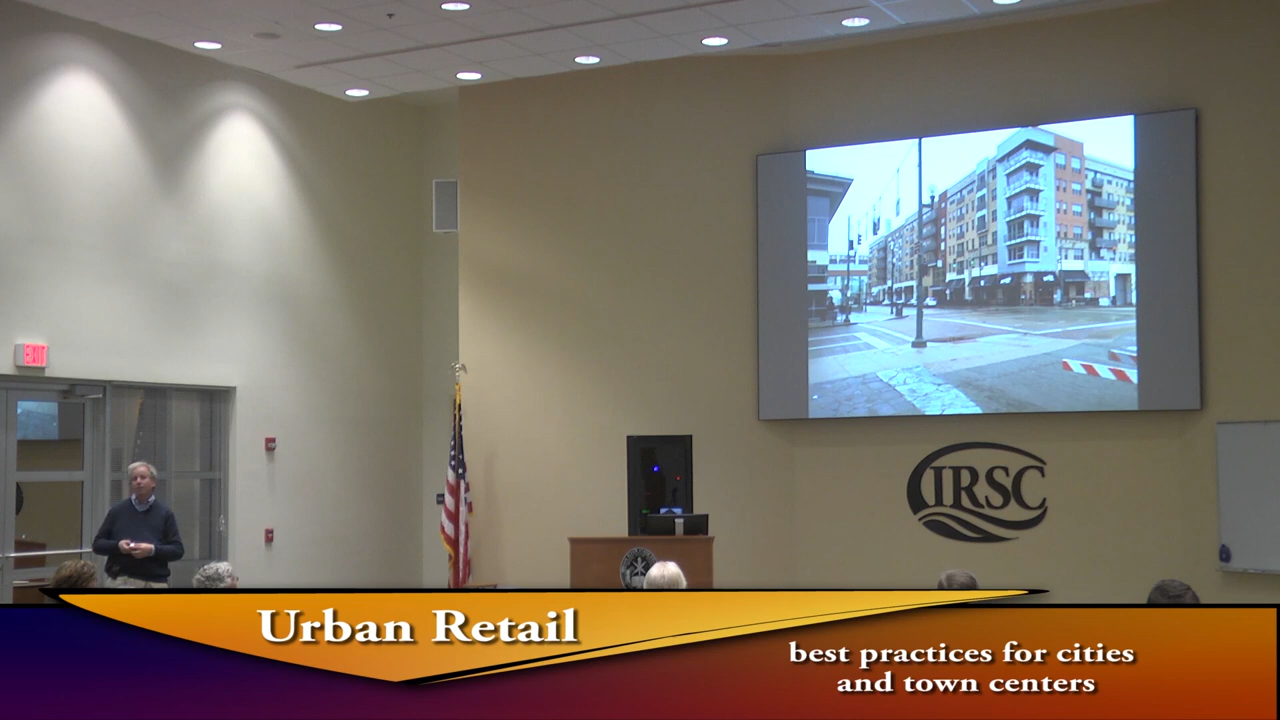 EXIT
IRSC
Urban Retail
best practices for cities
and town centers